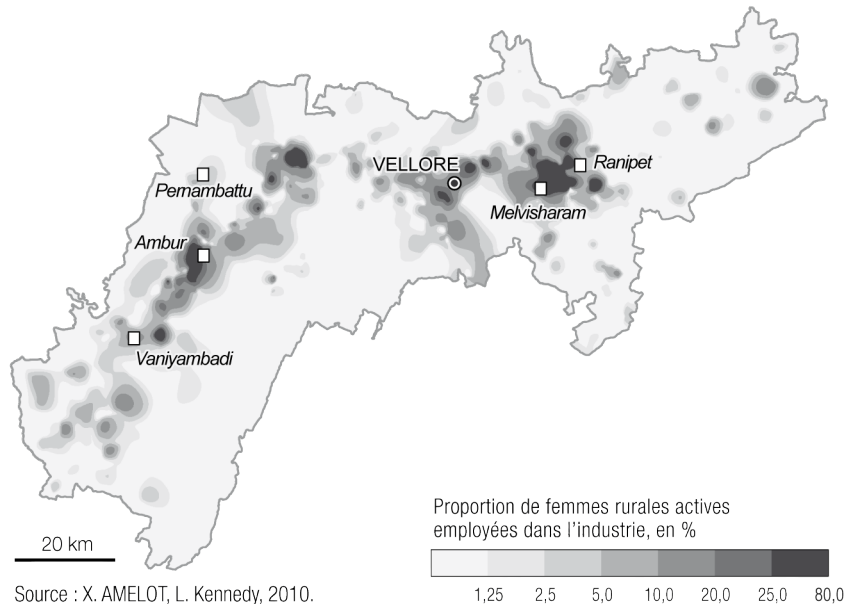 VELLORE
Ranipet
Pernambattu
Melvisharam
Ambur
Vaniyambadi
Proportion de femmes rurales actives
employées dans l'industrie, en %
20 km
1,25 2,5 5,0 10,0 20,0 25,0 80,0
Source : X. AMELOT, L. Kennedy, 2010.